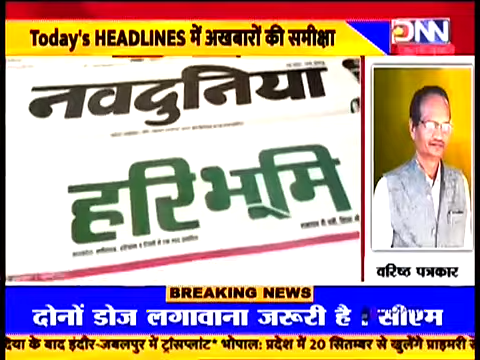 Today's HEADLINES में अखबारों की समीक्षा
DNN
नवदुनिया
हरिभूमि
वरिष्ठ पत्रकार
BREAKING NEWS
दोनों डोज लगावाना जरूरी है : सीएम
दिया के बाद इंदौर-जबलपुर में ट्रांसप्लांट* भोपाल: प्रदेश में 20 सितम्बर से खुलेंगे प्राइमरी